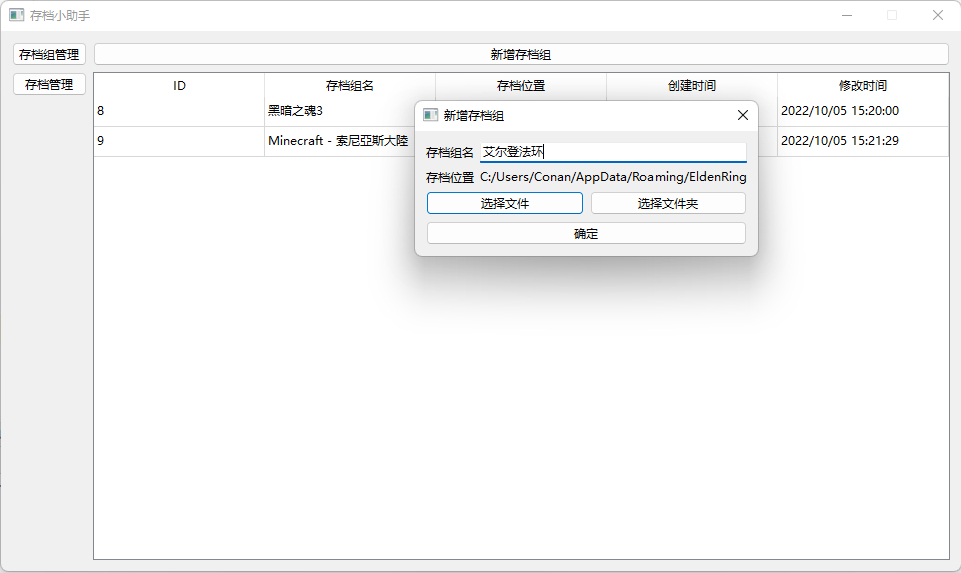 存档小助手
存档组管理
新增存档组
存档管理
ID 存档组名 存档位置 创建时间 修改时间
8 黑暗之魂3 2022/10/05 15:20:00
9 Minecraft - 索尼亞斯大陸 2022/10/05 15:21:29
新增存档组
存档组名 艾尔登法环
存档位置 C:/Users/Conan/AppData/Roaming/EldenRing
选择文件 选择文件夹
确定